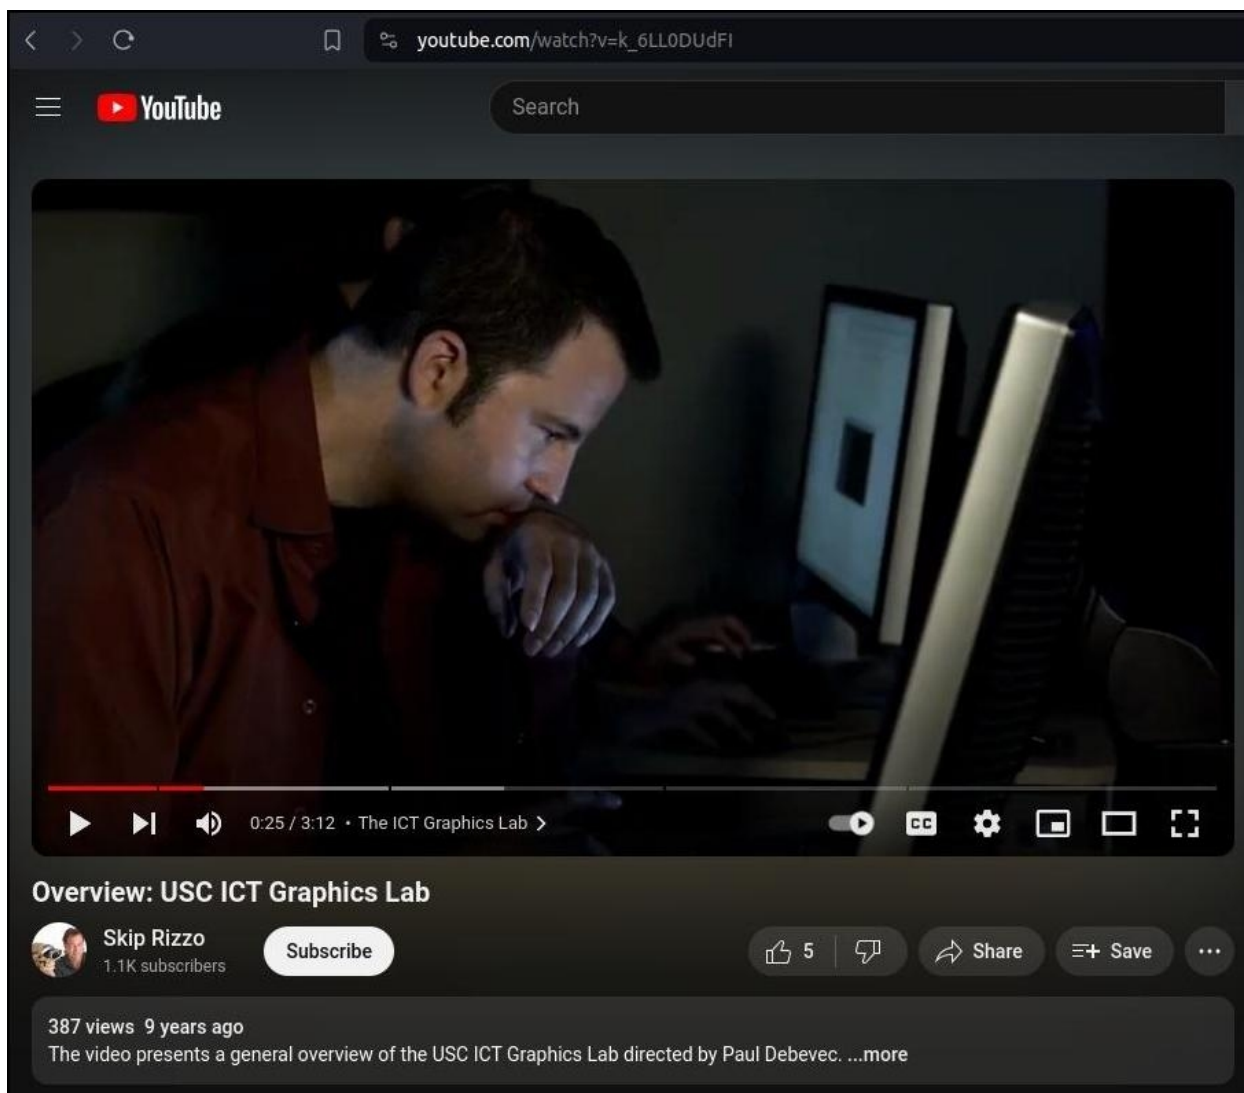 youtube.com/watch?v=k_6LL0DUdFI
YouTube
Search
0:25 / 3:12 • The ICT Graphics Lab
CC
Overview: USC ICT Graphics Lab
Skip Rizzo
1.1K subscribers
Subscribe
5
Share
Save
387 views 9 years ago
The video presents a general overview of the USC ICT Graphics Lab directed by Paul Debevec. ...more